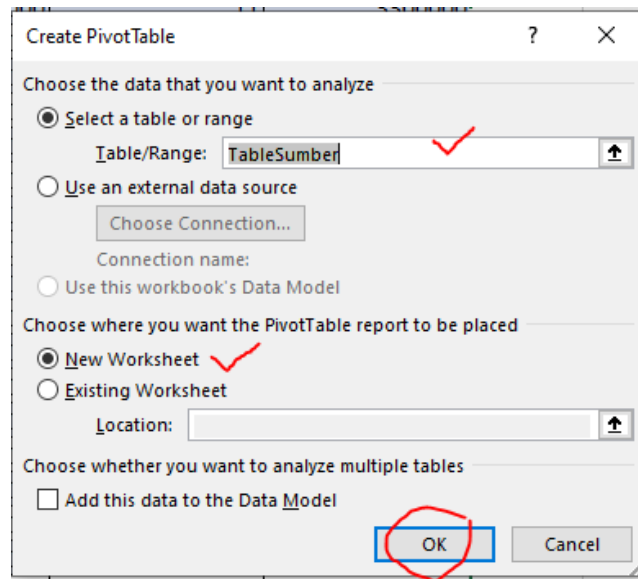 Create PivotTable ?
Choose the data that you want to analyze
Select a table or range
Table/Range: TableSumber
Use an external data source
Choose Connection...
Connection name:
Use this workbook's Data Model
Choose where you want the PivotTable report to be placed
New Worksheet
Existing Worksheet
Location:
Choose whether you want to analyze multiple tables
Add this data to the Data Model
OK Cancel